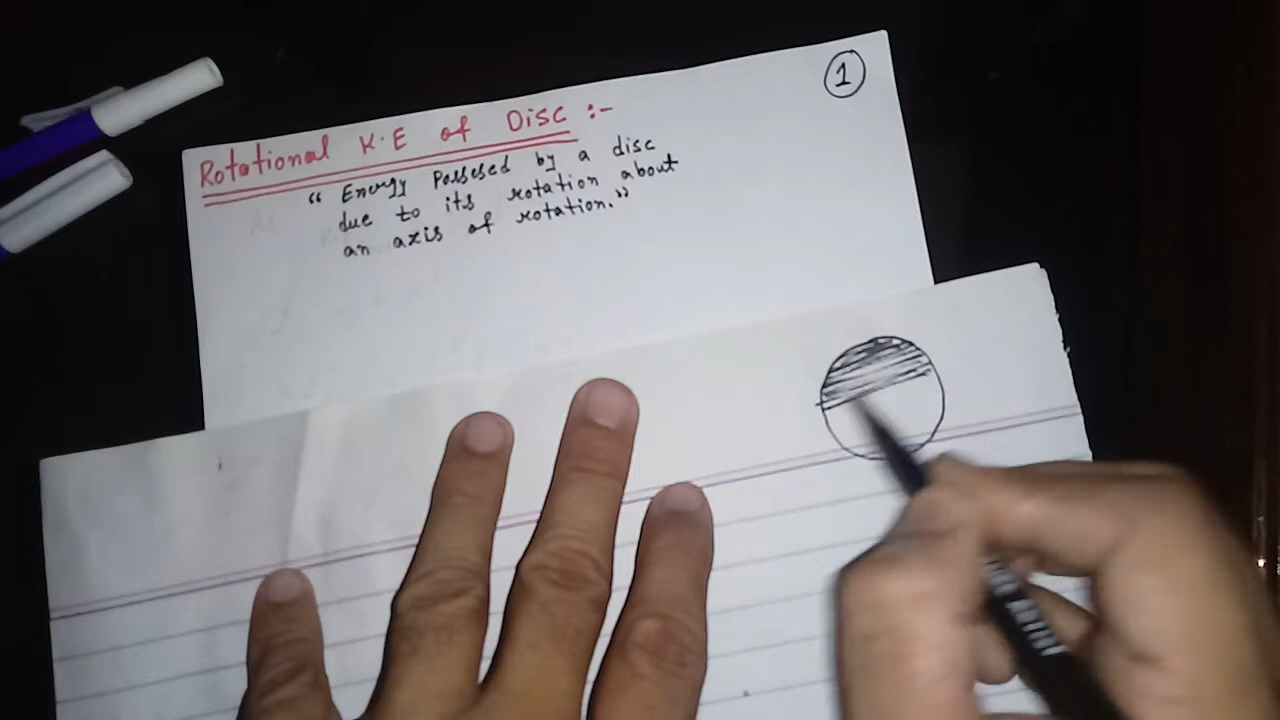 1
Rotational K.E of Disc :-
“ Energy Possesed by a disc
due to its rotation about
an axis of rotation.”